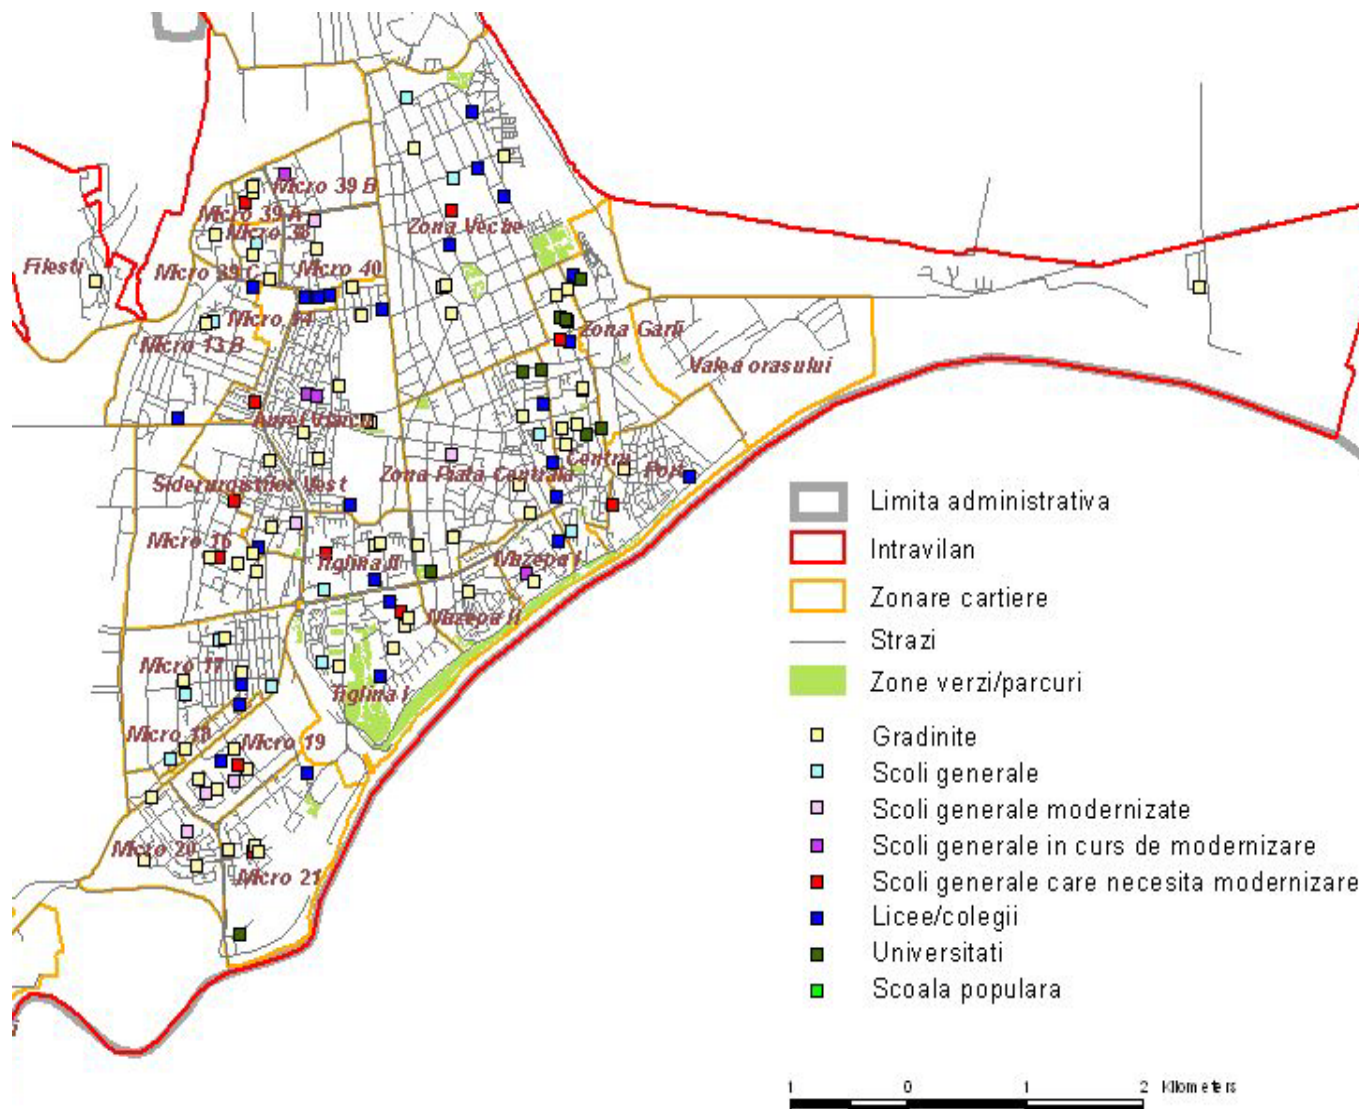 Micro 39 B
Micro 39 A
Micro 38
Zona Veche
Filesti
Micro 39 C
Micro 40
Micro 14
Zona Garii
Micro 13 B
Valea orasului
Aurel Vlaicu
Zona Piata Centrala
Centru
Port
Siderurgistilor Vest
Limita administrativa
Micro 16
Tiglina II
Mazepa I
Intravilan
Zonare cartiere
Mazepa II
Strazi
Micro 17
Tiglina I
Zone verzi/parcuri
Micro 18
Micro 19
Gradinite
Scoli generale
Scoli generale modernizate
Micro 20
Scoli generale in curs de modernizare
Micro 21
Scoli generale care necesita modernizare
Licee/colegii
Universitati
Scoala populara
1 0 1 2 Kilometers